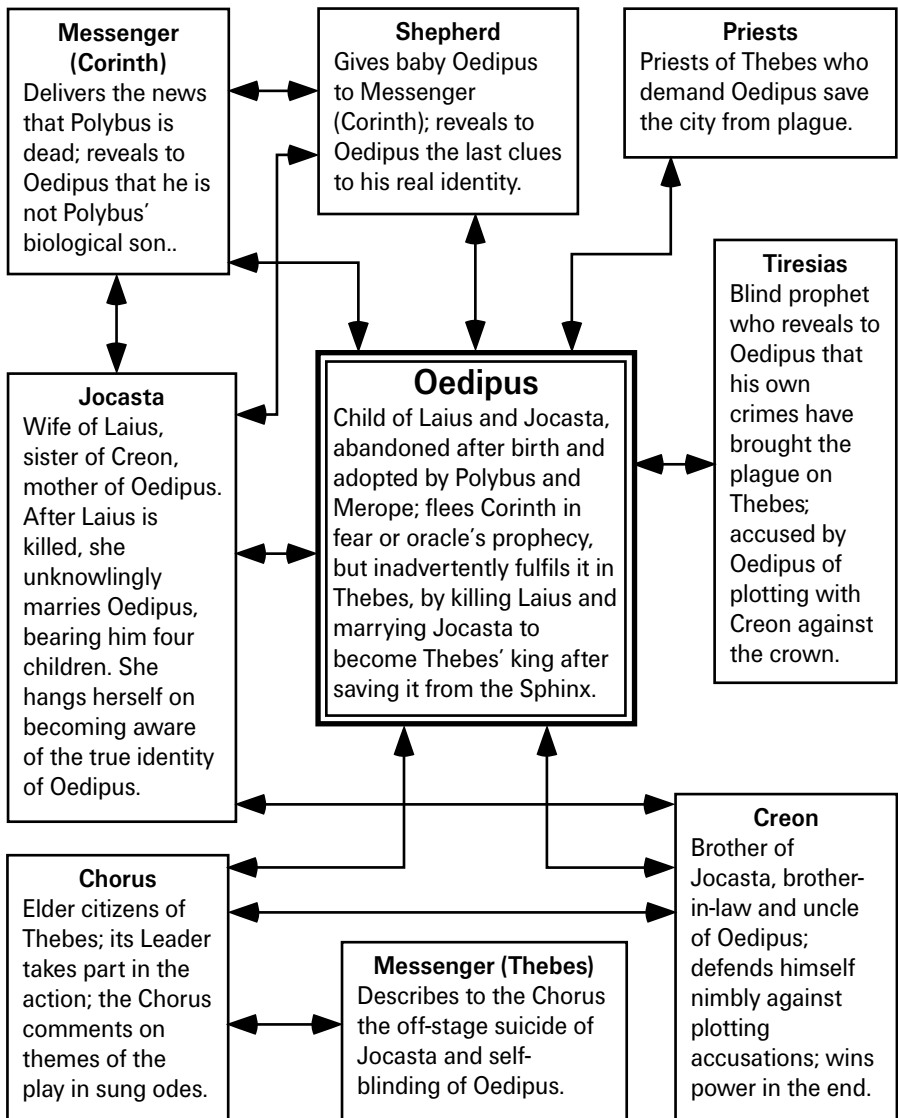 Messenger
(Corinth)
Delivers the news
that Polybus is
dead; reveals to
Oedipus that he is
not Polybus’
biological son..
Shepherd
Gives baby Oedipus
to Messenger
(Corinth); reveals to
Oedipus the last clues
to his real identity.
Priests
Priests of Thebes who
demand Oedipus save
the city from plague.
Tiresias
Blind prophet
who reveals to
Oedipus that
his own
crimes have
brought the
plague on
Thebes;
accused by
Oedipus of
plotting with
Creon against
the crown.
Jocasta
Wife of Laius,
sister of Creon,
mother of Oedipus.
After Laius is
killed, she
unknowlingly
marries Oedipus,
bearing him four
children. She
hangs herself on
becoming aware
of the true identity
of Oedipus.
Oedipus
Child of Laius and Jocasta,
abandoned after birth and
adopted by Polybus and
Merope; flees Corinth in
fear or oracle’s prophecy,
but inadvertently fulfils it in
Thebes, by killing Laius and
marrying Jocasta to
become Thebes’ king after
saving it from the Sphinx.
Creon
Brother of
Jocasta, brother-
in-law and uncle
of Oedipus;
defends himself
nimbly against
plotting
accusations; wins
power in the end.
Chorus
Elder citizens of
Thebes; its Leader
takes part in the
action; the Chorus
comments on
themes of the
play in sung odes.
Messenger (Thebes)
Describes to the Chorus
the off-stage suicide of
Jocasta and self-
blinding of Oedipus.